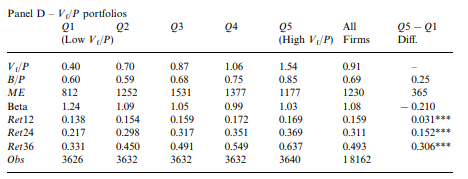 Panel D – Vf/P portfolios
Q1 Q2 Q3 Q4 Q5 All Q5 – Q1
(Low Vf/P) (High Vf/P) Firms Diff.
Vf/P 0.40 0.70 0.87 1.06 1.54 0.91 –
B/P 0.60 0.59 0.68 0.75 0.85 0.69 0.25
ME 812 1252 1531 1377 1177 1230 365
Beta 1.24 1.09 1.05 0.99 1.03 1.08 – 0.210
Ret12 0.138 0.154 0.159 0.172 0.169 0.159 0.031***
Ret24 0.217 0.298 0.317 0.351 0.369 0.311 0.152***
Ret36 0.331 0.450 0.491 0.549 0.637 0.493 0.306***
Obs 3626 3632 3632 3632 3640 18162